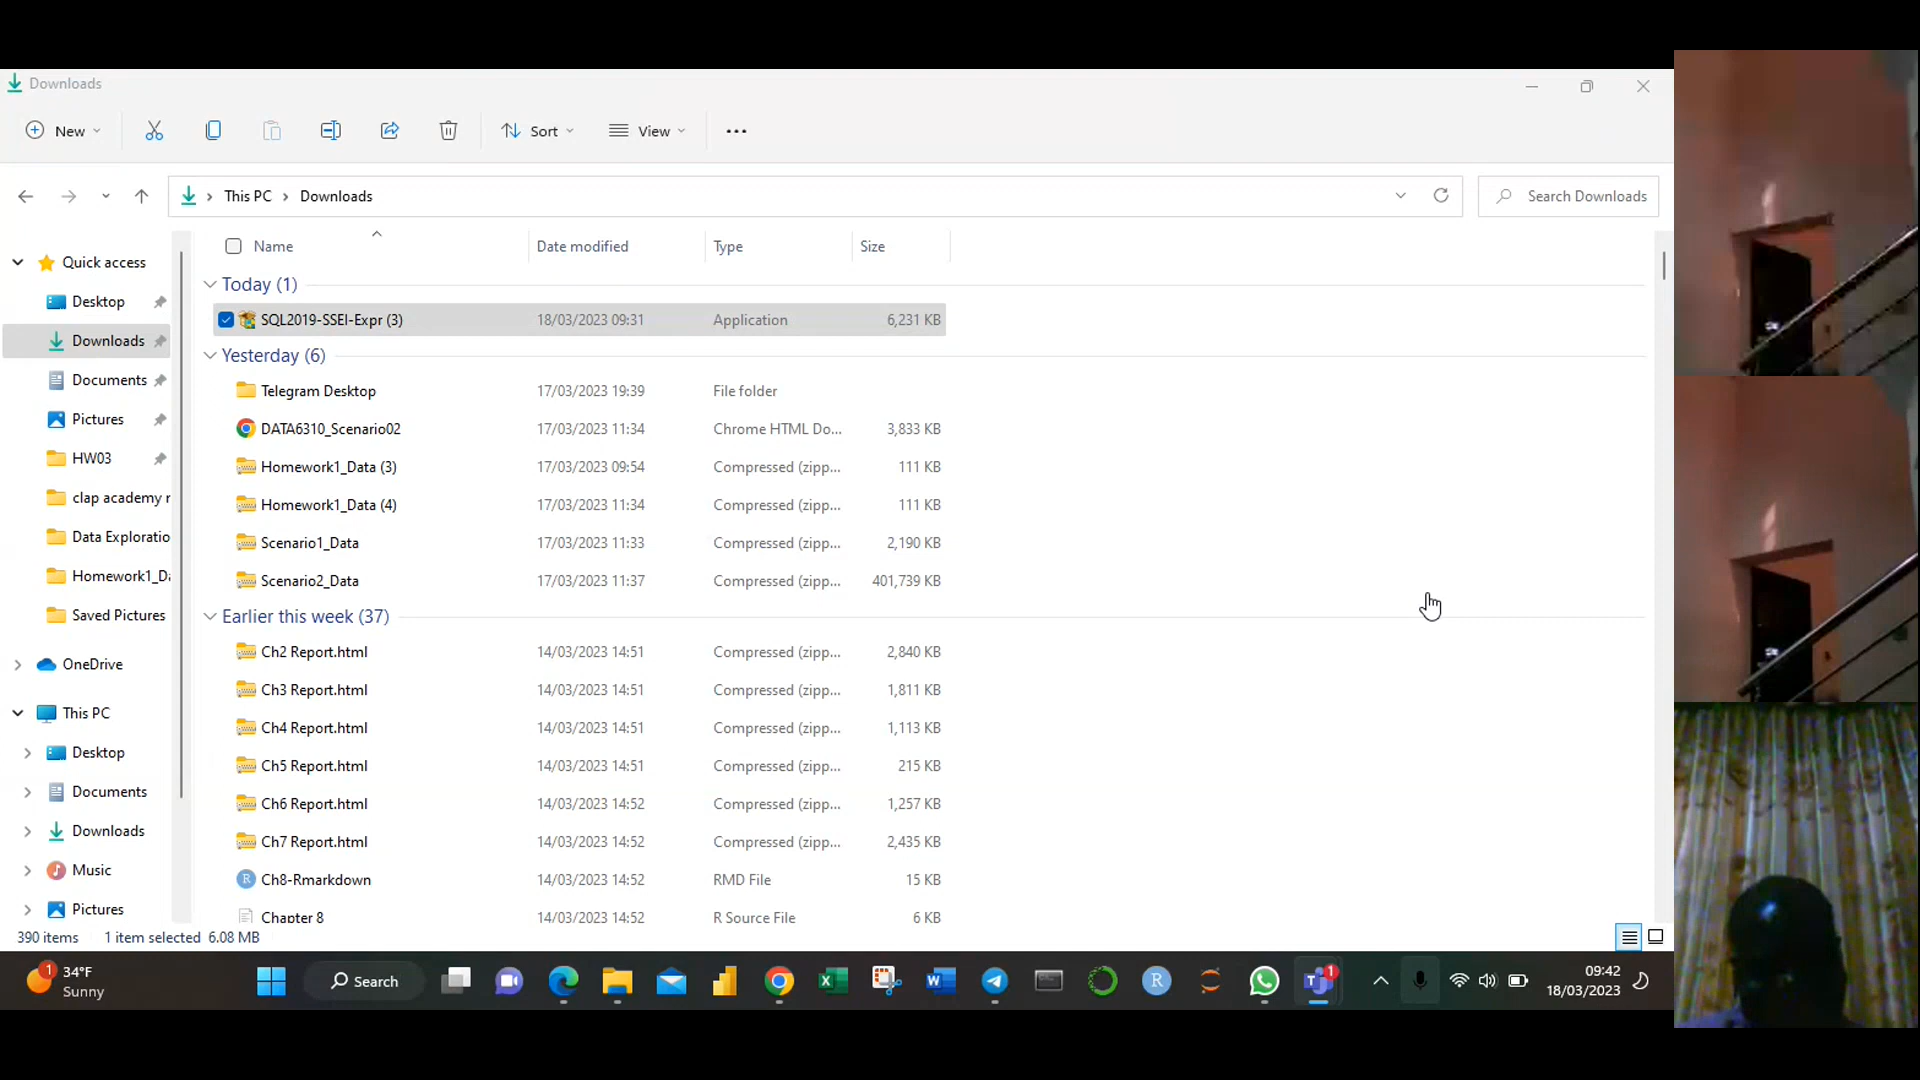 Downloads
New
Sort
View
This PC
Downloads
Search Downloads
Name
Date modified
Type
Size
Quick access
Desktop
Downloads
Documents
Pictures
HW03
clap academy r
Data Exploratio
Homework1_Da
Saved Pictures
OneDrive
This PC
Desktop
Documents
Downloads
Music
Pictures
Today (1)
SQL2019-SSEI-Expr (3) 18/03/2023 09:31 Application 6,231 KB
Yesterday (6)
Telegram Desktop 17/03/2023 19:39 File folder
DATA6310_Scenario02 17/03/2023 11:34 Chrome HTML Do... 3,833 KB
Homework1_Data (3) 17/03/2023 09:54 Compressed (zipp... 111 KB
Homework1_Data (4) 17/03/2023 11:34 Compressed (zipp... 111 KB
Scenario1_Data 17/03/2023 11:33 Compressed (zipp... 2,190 KB
Scenario2_Data 17/03/2023 11:37 Compressed (zipp... 401,739 KB
Earlier this week (37)
Ch2 Report.html 14/03/2023 14:51 Compressed (zipp... 2,840 KB
Ch3 Report.html 14/03/2023 14:51 Compressed (zipp... 1,811 KB
Ch4 Report.html 14/03/2023 14:51 Compressed (zipp... 1,113 KB
Ch5 Report.html 14/03/2023 14:51 Compressed (zipp... 215 KB
Ch6 Report.html 14/03/2023 14:52 Compressed (zipp... 1,257 KB
Ch7 Report.html 14/03/2023 14:52 Compressed (zipp... 2,435 KB
Ch8-Rmarkdown 14/03/2023 14:52 RMD File 15 KB
Chapter 8 14/03/2023 14:52 R Source File 6 KB
390 items 1 item selected 6.08 MB
1
34°F
Sunny
Search
1
09:42
18/03/2023